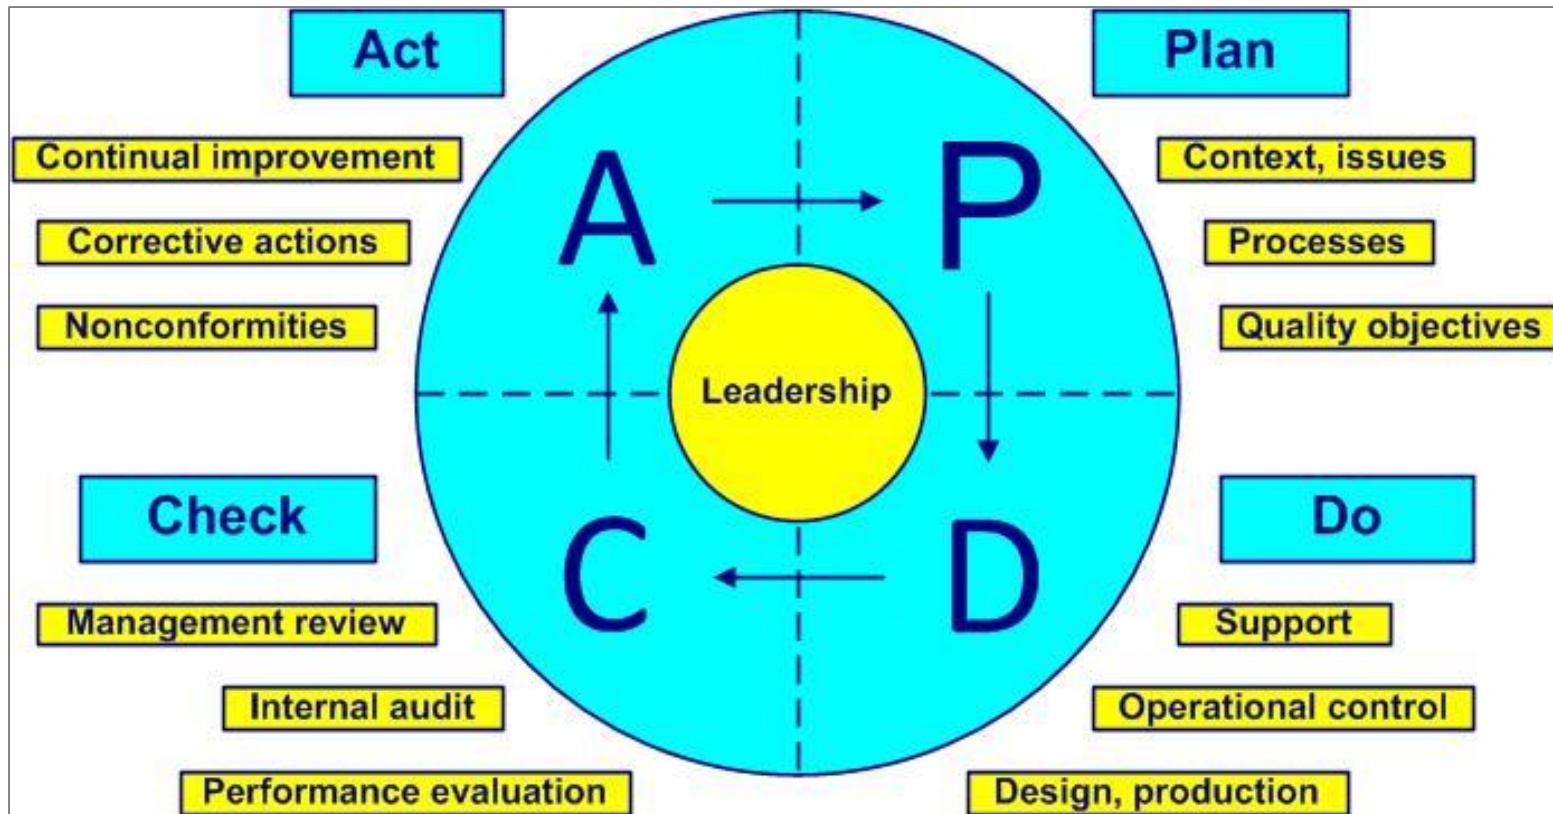 Act
Plan
Continual improvement
Context, issues
Corrective actions
Processes
Nonconformities
Quality objectives
A
P
Leadership
Check
Do
C
D
Management review
Support
Internal audit
Operational control
Performance evaluation
Design, production